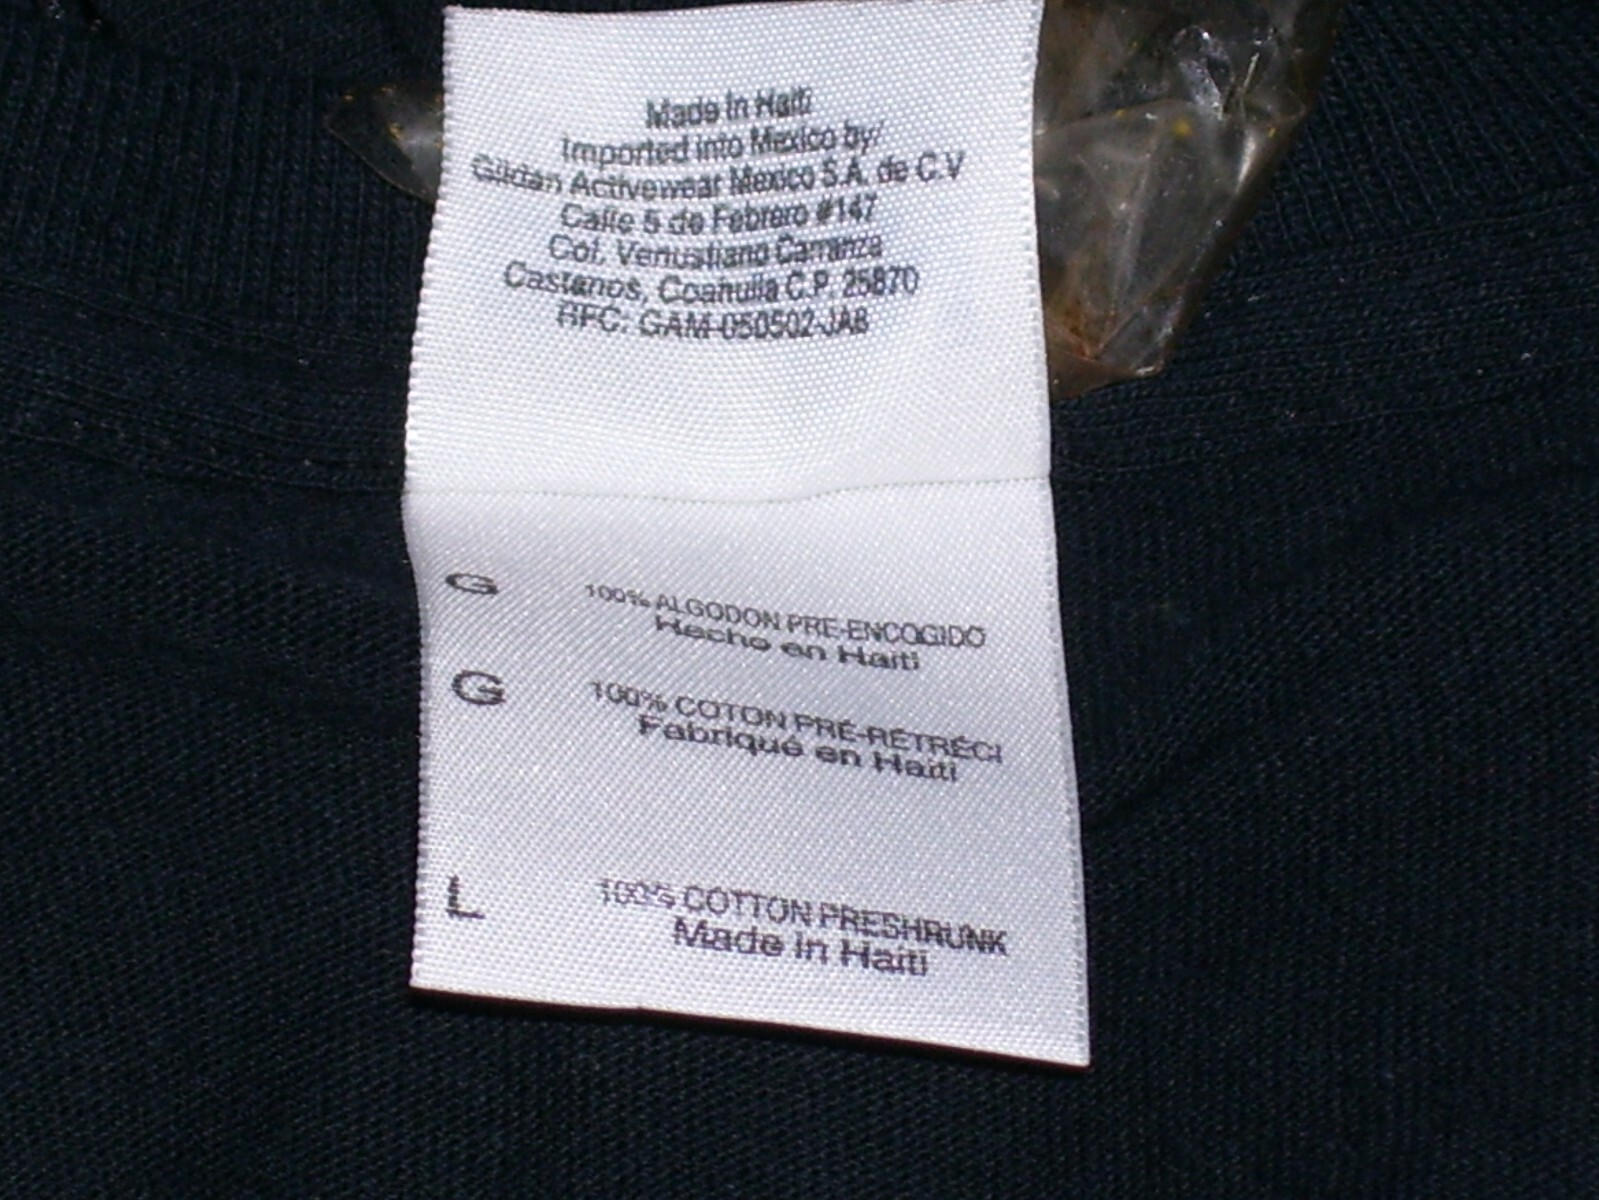 Made in Haiti
Imported into Mexico by/
Gildan Activewear Mexico S.A. de C.V
Calle 5 de Febrero #147
Col. Venustiano Carranza
Castanos, Coahuila C.P. 25870
RFC: GAM-050502-JA8
G 100% ALGODON PRE-ENCOGIDO
Hecho en Haiti
G 100% COTON PRÉ-RÉTRÉCI
Fabriqué en Haiti
L 100% COTTON PRESHRUNK
Made in Haiti